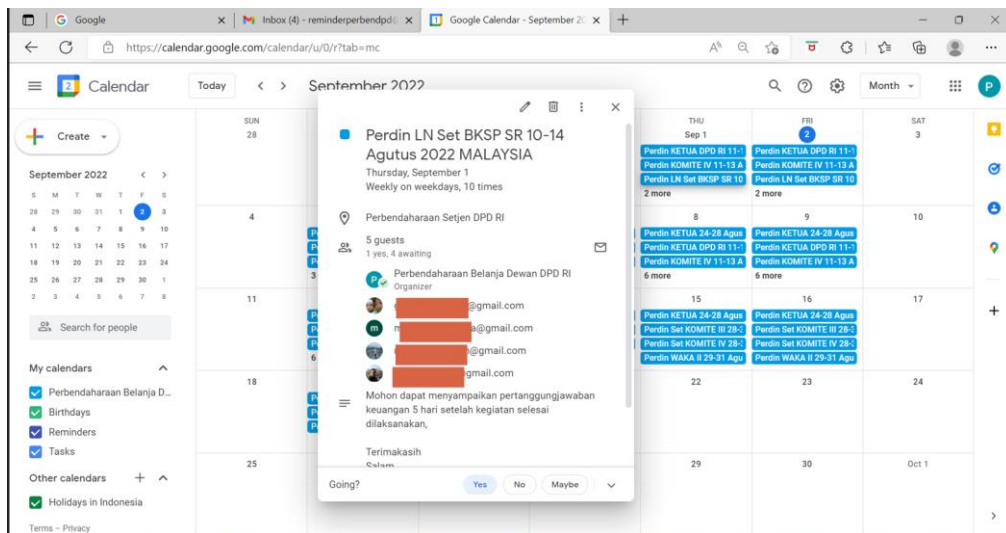 Google
Inbox (4) - reminderperbendpd
Google Calendar - September 20
https://calendar.google.com/calendar/u/0/r?tab=mc
Calendar
Today
September 2022
Month
P
Create
September 2022
S M T W T F S
28 29 30 31 1 2 3
4 5 6 7 8 9 10
11 12 13 14 15 16 17
18 19 20 21 22 23 24
25 26 27 28 29 30 1
2 3 4 5 6 7 8
Search for people
My calendars
Perbendaharaan Belanja D...
Birthdays
Reminders
Tasks
Other calendars
Holidays in Indonesia
Terms – Privacy
SUN
28
4
11
18
25
Perdin LN Set BKSP SR 10-14
Agutus 2022 MALAYSIA
Thursday, September 1
Weekly on weekdays, 10 times
Perbendaharaan Setjen DPD RI
5 guests
1 yes, 4 awaiting
Perbendaharaan Belanja Dewan DPD RI
Organizer
@gmail.com
a@gmail.com
@gmail.com
gmail.com
Mohon dapat menyampaikan pertanggungjawaban
keuangan 5 hari setelah kegiatan selesai
dilaksanakan,
Terimakasih
Salam
Going?
Yes
No
Maybe
THU
Sep 1
Perdin KETUA DPD RI 11-1
Perdin KOMITE IV 11-13 A
Perdin LN Set BKSP SR 10
2 more
FRI
2
Perdin KETUA DPD RI 11-1
Perdin KOMITE IV 11-13 A
Perdin LN Set BKSP SR 10
2 more
SAT
3
8
Perdin KETUA 24-28 Agus
Perdin KETUA DPD RI 11-1
Perdin KOMITE IV 11-13 A
6 more
9
Perdin KETUA 24-28 Agus
Perdin KETUA DPD RI 11-1
Perdin KOMITE IV 11-13 A
6 more
10
15
Perdin KETUA 24-28 Agus
Perdin Set KOMITE III 28-3
Perdin Set KOMITE IV 28-3
Perdin WAKA II 29-31 Agu
16
Perdin KETUA 24-28 Agus
Perdin Set KOMITE III 28-3
Perdin Set KOMITE IV 28-3
Perdin WAKA II 29-31 Agu
17
22
23
24
29
30
Oct 1